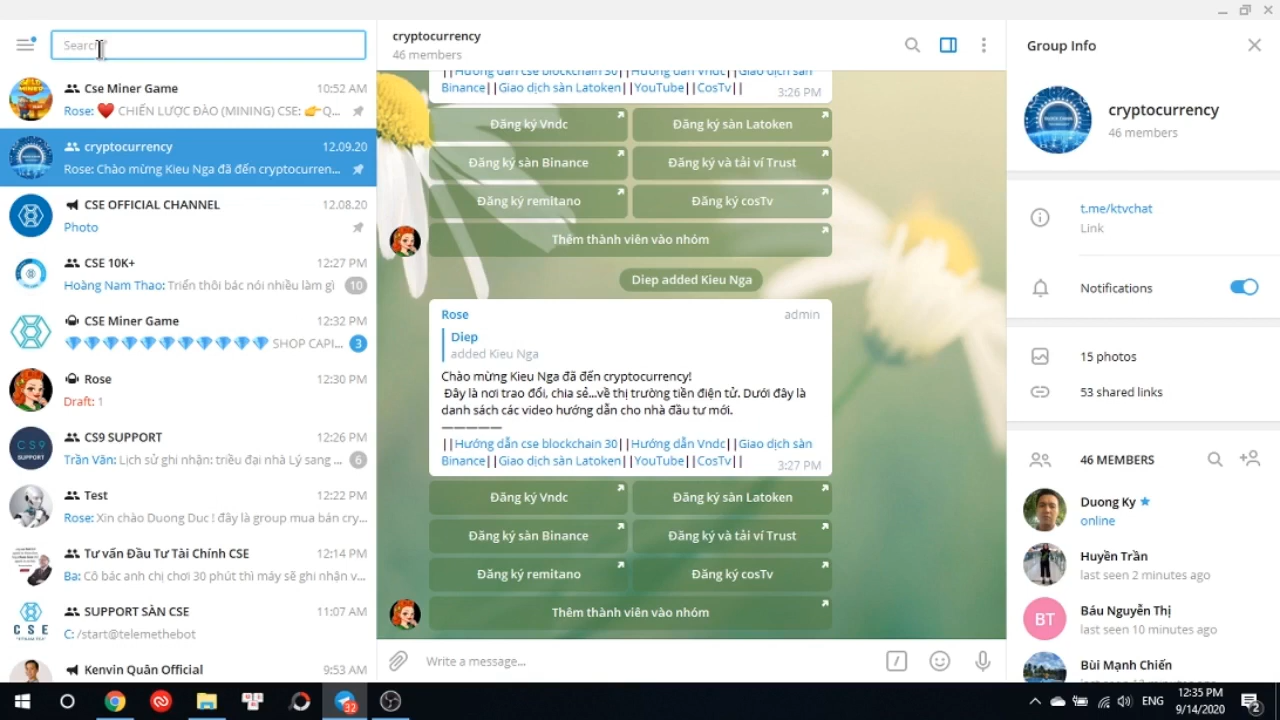 Search
Cse Miner Game 10:52 AM
Rose: ❤️ CHIẾN LƯỢC ĐÀO (MINING) CSE: 👉Q...
cryptocurrency 12.09.20
Rose: Chào mừng Kieu Nga đã đến cryptocurren...
CSE OFFICIAL CHANNEL 12.08.20
Photo
CSE 10K+ 12:27 PM
Hoàng Nam Thao: Triển thôi bác nói nhiều làm gì 10
CSE Miner Game 12:32 PM
💎💎💎💎💎💎💎💎💎💎💎 SHOP CAPI... 3
Rose 12:30 PM
Draft: 1
CS9 SUPPORT 12:26 PM
CS9
SUPPORT
Trần Văn: Lịch sử ghi nhận: triều đại nhà Lý sang ... 6
Test 12:22 PM
Rose: Xin chào Duong Duc ! đây là group mua bán cry...
Tư vấn Đầu Tư Tài Chính CSE 12:14 PM
Ba: Cô bác anh chị chơi 30 phút thì máy sẽ ghi nhận v...
SUPPORT SÀN CSE 11:07 AM
CSE
C: /start@telemethebot
Kenvin Quân Official 9:53 AM
cryptocurrency
46 members
||Hướng dẫn cse blockchain 30||Hướng dẫn Vndc||Giao dịch sàn
Binance||Giao dịch sàn Latoken||YouTube||CosTv||
3:26 PM
Đăng ký Vndc Đăng ký sàn Latoken
Đăng ký sàn Binance Đăng ký và tải ví Trust
Đăng ký remitano Đăng ký cosTv
Thêm thành viên vào nhóm
Diep added Kieu Nga
Rose admin
Diep
added Kieu Nga
Chào mừng Kieu Nga đã đến cryptocurrency!
Đây là nơi trao đổi, chia sẻ...về thị trường tiền điện tử. Dưới đây là
danh sách các video hướng dẫn cho nhà đầu tư mới.
——————
||Hướng dẫn cse blockchain 30||Hướng dẫn Vndc||Giao dịch sàn
Binance||Giao dịch sàn Latoken||YouTube||CosTv||
3:27 PM
Đăng ký Vndc Đăng ký sàn Latoken
Đăng ký sàn Binance Đăng ký và tải ví Trust
Đăng ký remitano Đăng ký cosTv
Thêm thành viên vào nhóm
Write a message...
Group Info
cryptocurrency
46 members
t.me/ktvchat
Link
Notifications
15 photos
53 shared links
46 MEMBERS
Duong Ky
online
Huyền Trần
last seen 2 minutes ago
BT
Báu Nguyễn Thị
last seen 10 minutes ago
Bùi Mạnh Chiến
32
ENG
12:35 PM
9/14/2020
2